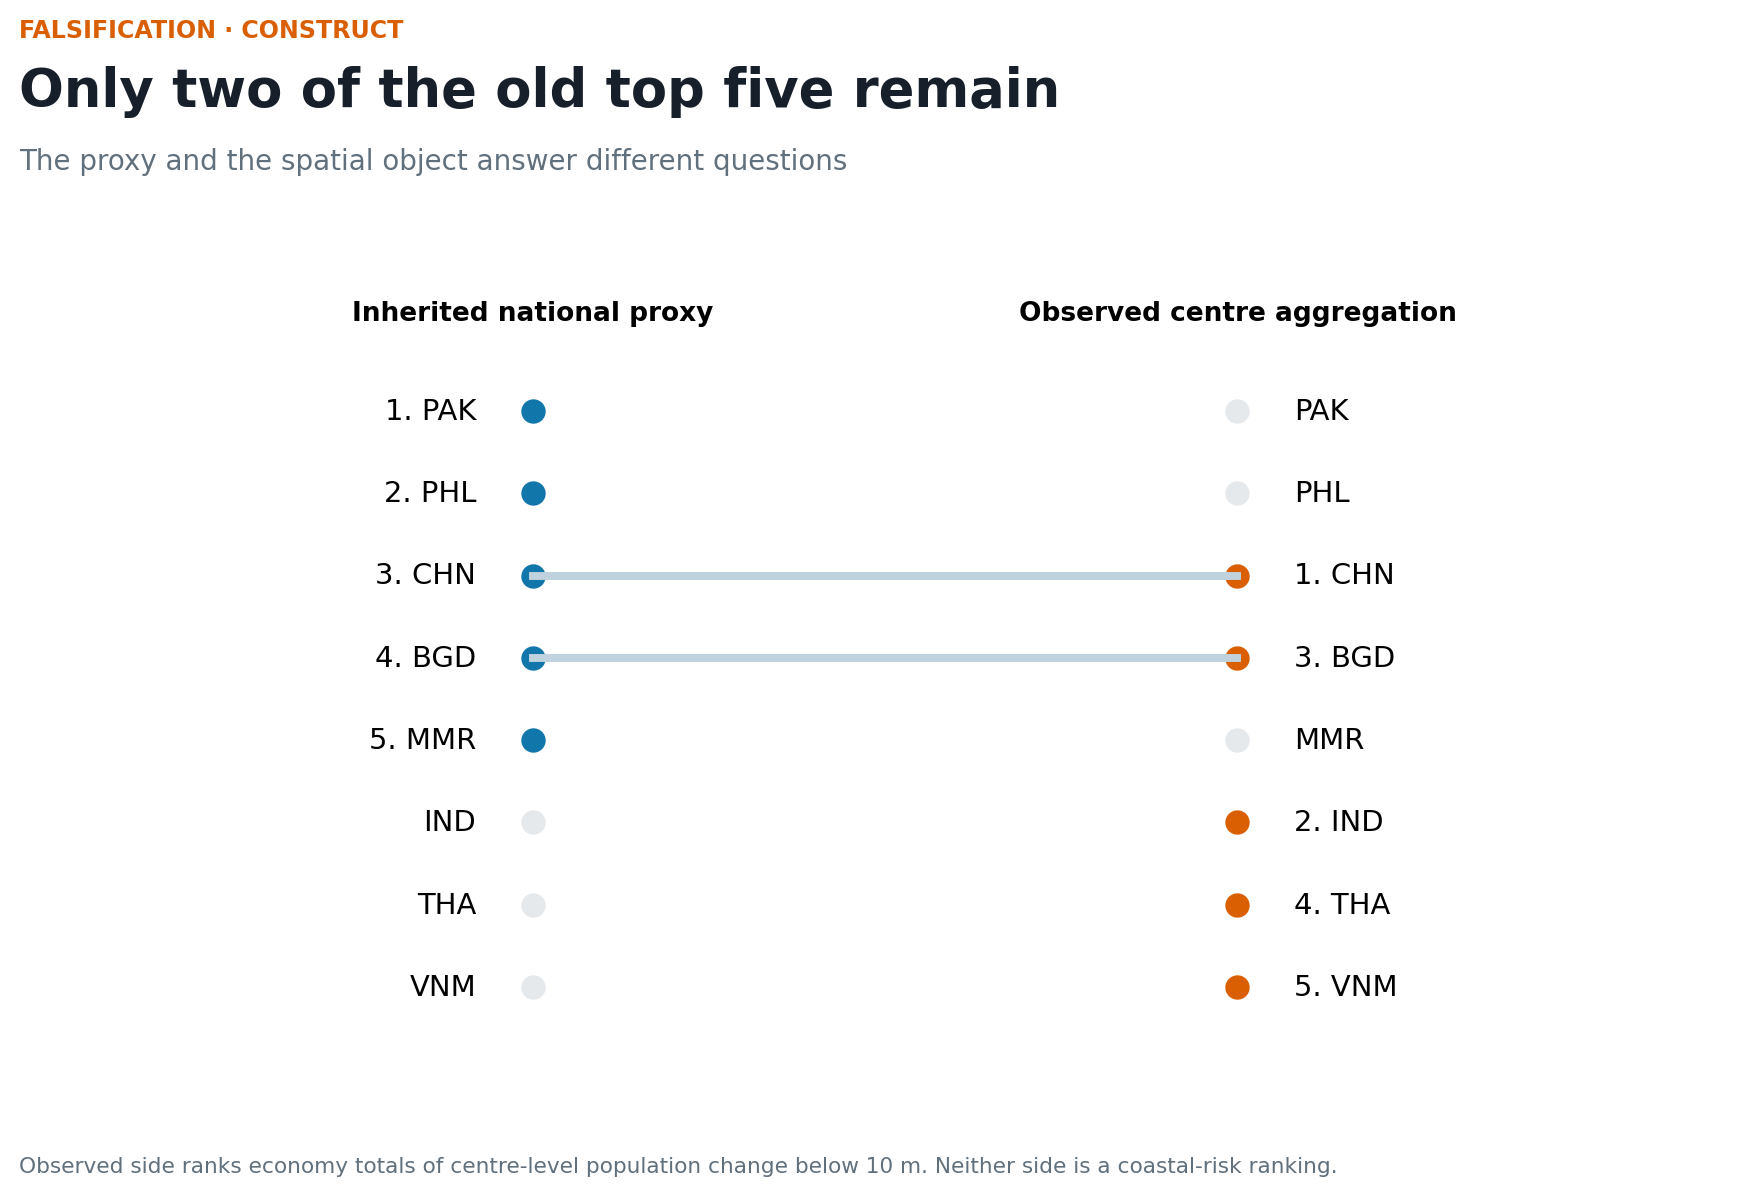 FALSIFICATION · CONSTRUCT
Only two of the old top five remain
The proxy and the spatial object answer different questions
Inherited national proxy
Observed centre aggregation
1. PAK
PAK
2. PHL
PHL
3. CHN
1. CHN
4. BGD
3. BGD
5. MMR
MMR
IND
2. IND
THA
4. THA
VNM
5. VNM
Observed side ranks economy totals of centre-level population change below 10 m. Neither side is a coastal-risk ranking.